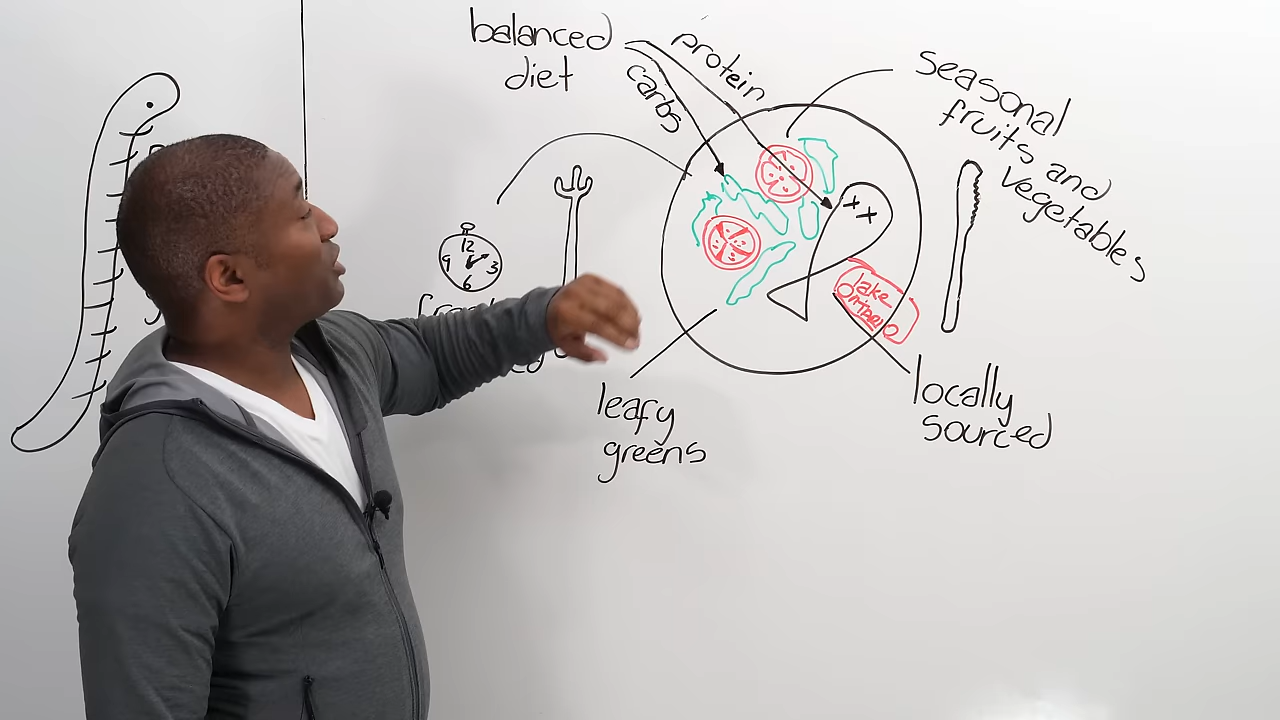 balanced
diet
protein
carbs
seasonal
fruits and
vegetables
12
9
3
6
lake
Ontario
leafy
greens
locally
sourced